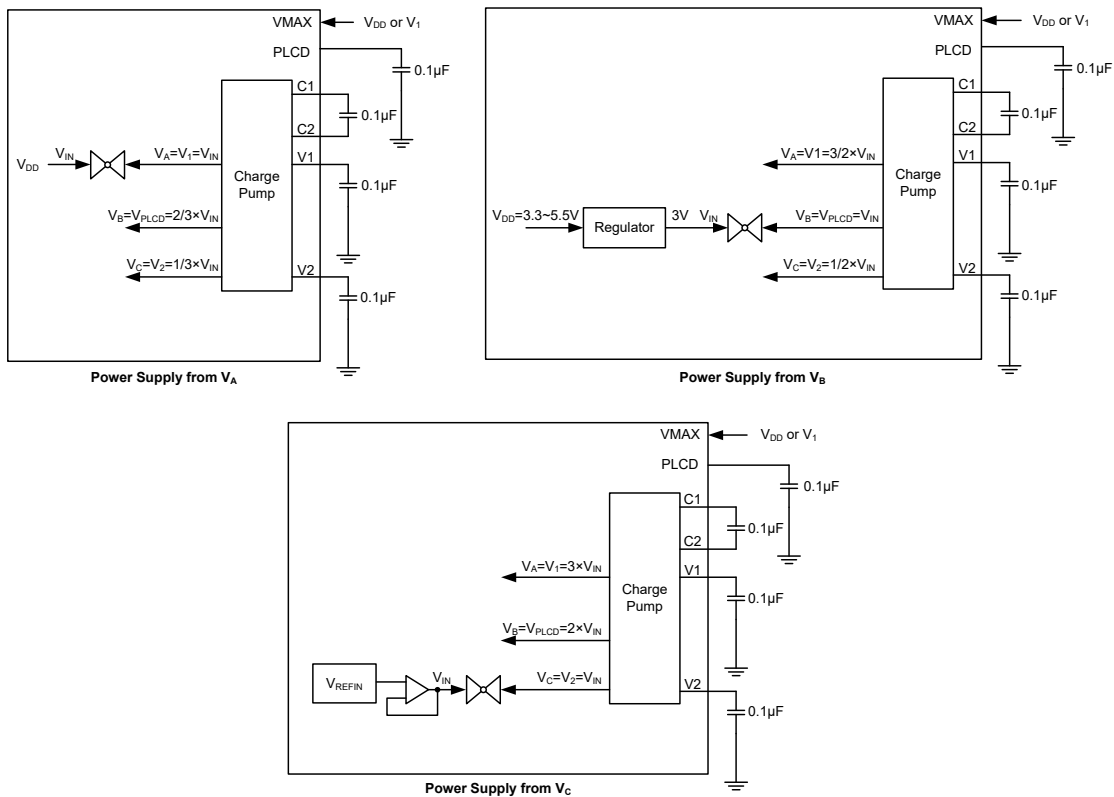 VMAX
V_DD or V_1
PLCD
0.1µF
C1
0.1µF
C2
V_DD
V_IN
V_A=V_1=V_IN
V1
Charge
Pump
0.1µF
V_B=V_PLCD=2/3×V_IN
V_C=V_2=1/3×V_IN
V2
0.1µF
Power Supply from V_A
VMAX
V_DD or V_1
PLCD
0.1µF
C1
0.1µF
C2
V_A=V1=3/2×V_IN
V1
Charge
Pump
0.1µF
V_DD=3.3~5.5V
Regulator
3V
V_IN
V_B=V_PLCD=V_IN
V_C=V_2=1/2×V_IN
V2
0.1µF
Power Supply from V_B
VMAX
V_DD or V_1
PLCD
0.1µF
C1
0.1µF
C2
V_A=V_1=3×V_IN
V1
Charge
Pump
0.1µF
V_B=V_PLCD=2×V_IN
V_REFIN
V_IN
V_C=V_2=V_IN
V2
0.1µF
Power Supply from V_C